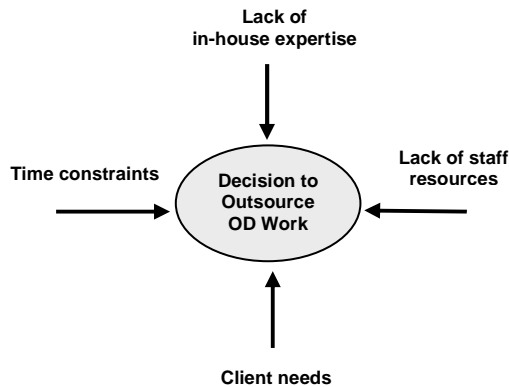 Lack of
in-house expertise
Time constraints
Lack of staff
resources
Decision to
Outsource
OD Work
Client needs